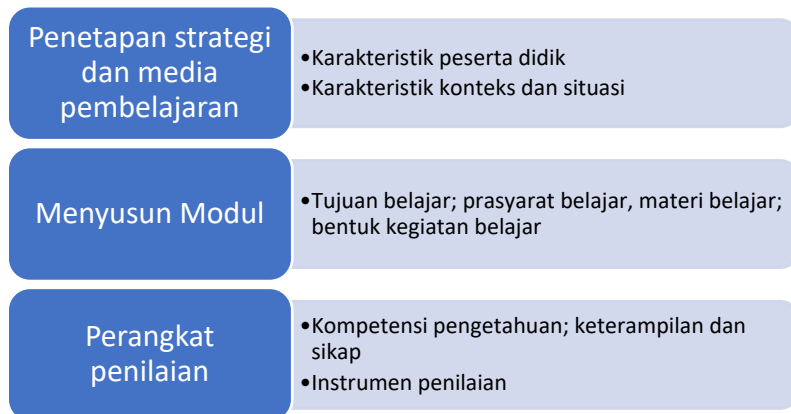 Penetapan strategi
dan media
pembelajaran
•Karakteristik peserta didik
•Karakteristik konteks dan situasi
Menyusun Modul
•Tujuan belajar; prasyarat belajar, materi belajar;
bentuk kegiatan belajar
Perangkat
penilaian
•Kompetensi pengetahuan; keterampilan dan
sikap
•Instrumen penilaian